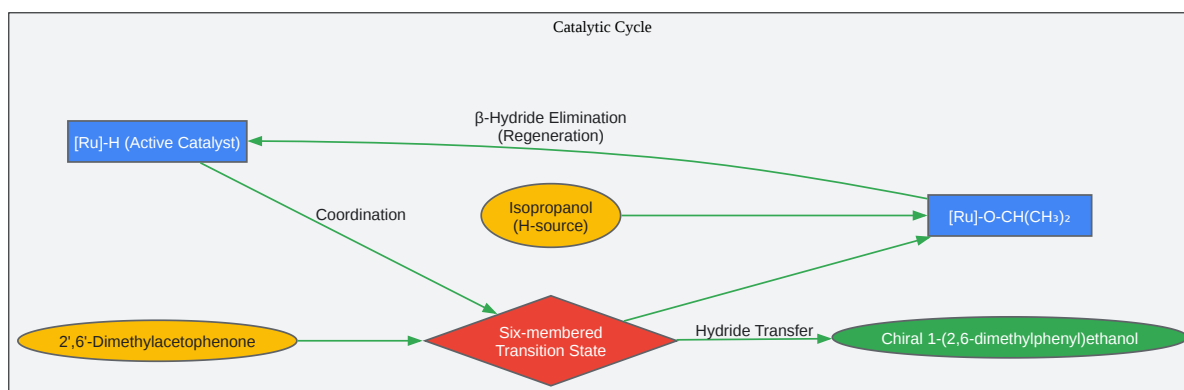 Catalytic Cycle
β-Hydride Elimination
(Regeneration)
[Ru]-H (Active Catalyst)
Isopropanol
(H-source)
[Ru]-O-CH(CH₃)₂
Coordination
2',6'-Dimethylacetophenone
Six-membered
Transition State
Hydride Transfer
Chiral 1-(2,6-dimethylphenyl)ethanol